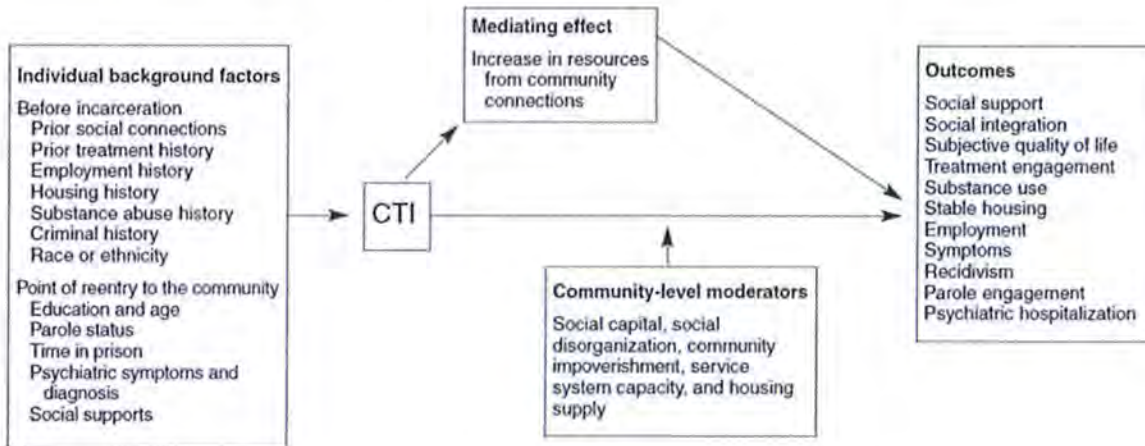 Individual background factors
Before incarceration
Prior social connections
Prior treatment history
Employment history
Housing history
Substance abuse history
Criminal history
Race or ethnicity
Point of reentry to the community
Education and age
Parole status
Time in prison
Psychiatric symptoms and
diagnosis
Social supports
CTI
Mediating effect
Increase in resources
from community
connections
Community-level moderators
Social capital, social
disorganization, community
impoverishment, service
system capacity, and housing
supply
Outcomes
Social support
Social integration
Subjective quality of life
Treatment engagement
Substance use
Stable housing
Employment
Symptoms
Recidivism
Parole engagement
Psychiatric hospitalization